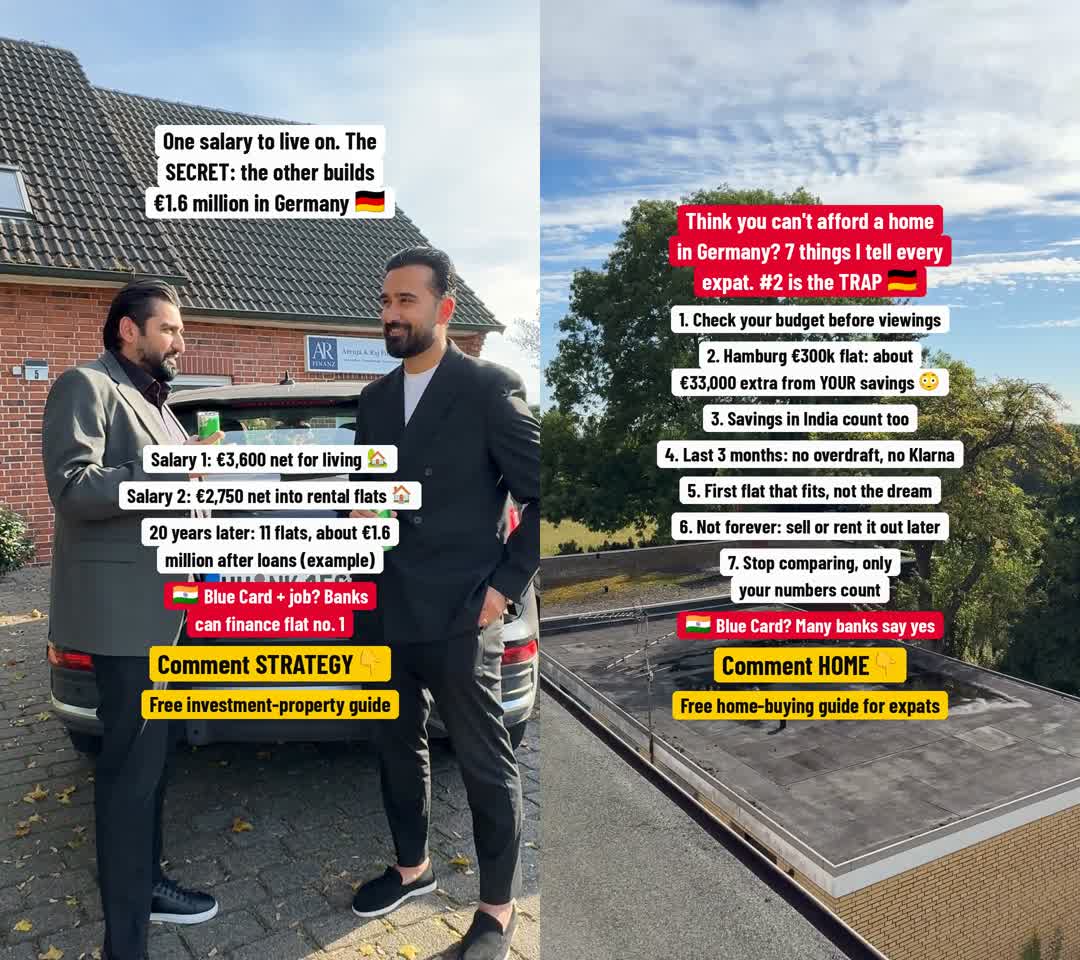 One salary to live on. The
SECRET: the other builds
€1.6 million in Germany 🇩🇪
AR
FINANZ
5
Salary 1: €3,600 net for living 🏡
Salary 2: €2,750 net into rental flats 🏠
20 years later: 11 flats, about €1.6
million after loans (example)
🇮🇳 Blue Card + job? Banks
can finance flat no. 1
Comment STRATEGY 👇
Free investment-property guide
Think you can't afford a home
in Germany? 7 things I tell every
expat. #2 is the TRAP 🇩🇪
1. Check your budget before viewings
2. Hamburg €300k flat: about
€33,000 extra from YOUR savings 😳
3. Savings in India count too
4. Last 3 months: no overdraft, no Klarna
5. First flat that fits, not the dream
6. Not forever: sell or rent it out later
7. Stop comparing, only
your numbers count
🇮🇳 Blue Card? Many banks say yes
Comment HOME 👇
Free home-buying guide for expats